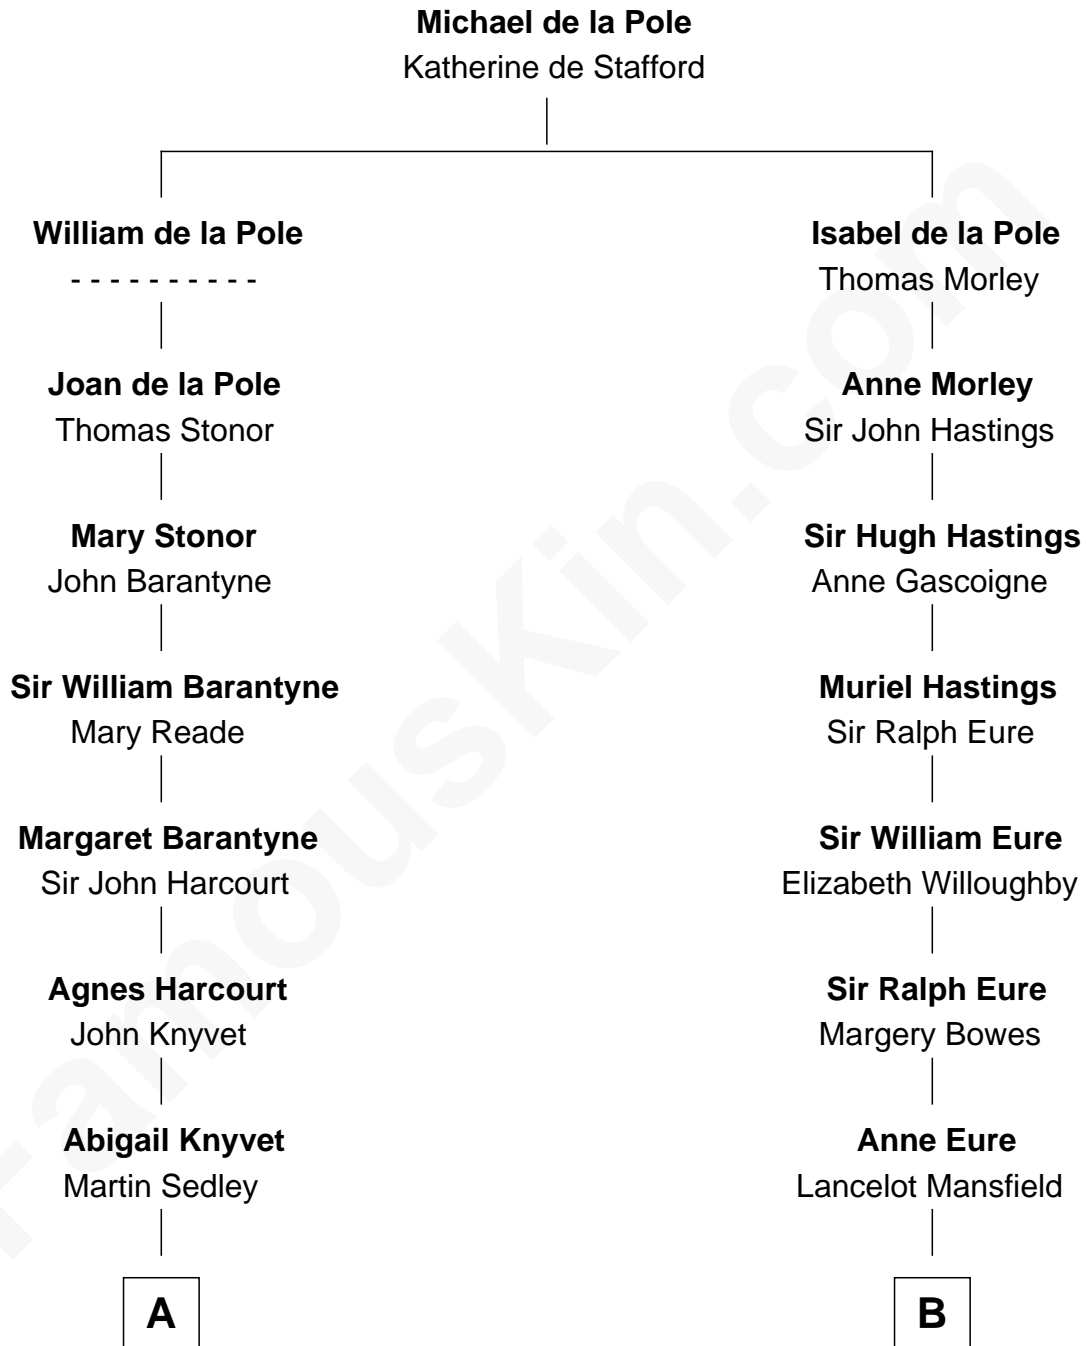 Michael de la Pole
Katherine de Stafford
William de la Pole
- - - - - - - - - -
Isabel de la Pole
Thomas Morley
Joan de la Pole
Thomas Stonor
Anne Morley
Sir John Hastings
Mary Stonor
John Barantyne
Sir Hugh Hastings
Anne Gascoigne
Sir William Barantyne
Mary Reade
Muriel Hastings
Sir Ralph Eure
Margaret Barantyne
Sir John Harcourt
Sir William Eure
Elizabeth Willoughby
Agnes Harcourt
John Knyvet
Sir Ralph Eure
Margery Bowes
Abigail Knyvet
Martin Sedley
Anne Eure
Lancelot Mansfield
A
B
FamousKin.com